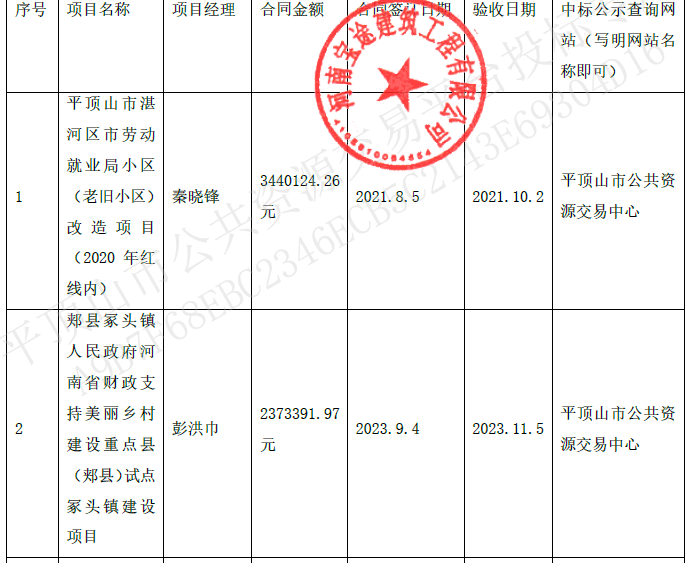 序号 项目名称 项目经理 合同金额 合同签订日期 验收日期 中标公示查询网
站（写明网站名
称即可）
平顶山市湛
河区市劳动
就业局小区
（老旧小区）
改造项目
（2020 年红
线内）
1
秦晓锋
3440124.26
元
2021.8.5
2021.10.2
平顶山市公共资
源交易中心
郏县冢头镇
人民政府河
南省财政支
持美丽乡村
建设重点县
（郏县）试点
冢头镇建设
项目
2
彭洪巾
2373391.97
元
2023.9.4
2023.11.5
平顶山市公共资
源交易中心
河南宝途建筑工程有限公司
平顶山市公共资源交易平台投标